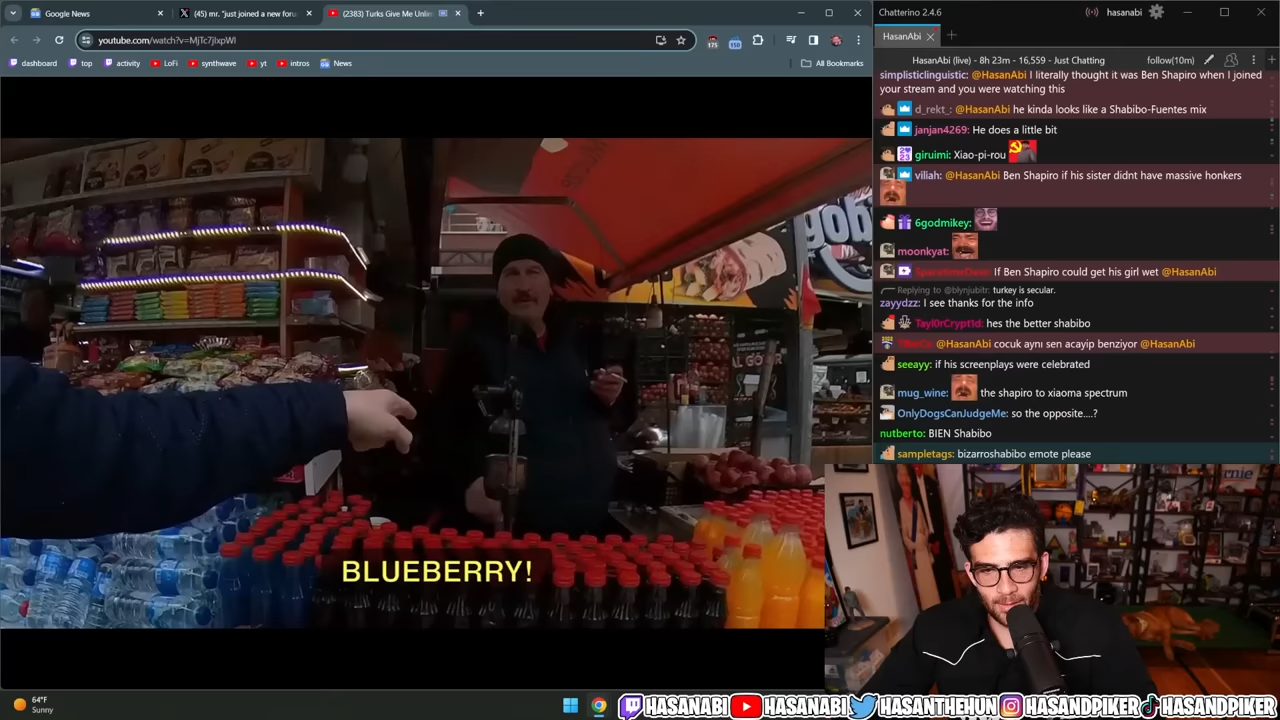 Google News
(45) mr. "just joined a new foru
(2383) Turks Give Me Unlim
youtube.com/watch?v=MjTc7jIxpWI
175
150
dashboard
top
activity
LoFi
synthwave
yt
intros
News
All Bookmarks
BLUEBERRY!
64°F
Sunny
Chatterino 2.4.6
hasanabi
HasanAbi
HasanAbi (live) - 8h 23m - 16,559 - Just Chatting
follow(10m)
simplisticlinguistic: @HasanAbi I literally thought it was Ben Shapiro when I joined
your stream and you were watching this
d_rekt_: @HasanAbi he kinda looks like a Shabibo-Fuentes mix
janjan4269: He does a little bit
giruimi: Xiao-pi-rou
viliah: @HasanAbi Ben Shapiro if his sister didnt have massive honkers
6godmikey:
moonkyat:
If Ben Shapiro could get his girl wet @HasanAbi
Replying to @blynjubitr: turkey is secular.
zayydzz: I see thanks for the info
Tayl0rCrypt1d: hes the better shabibo
@HasanAbi cocuk aynı sen acayip benziyor @HasanAbi
seeayy: if his screenplays were celebrated
mug_wine: the shapiro to xiaoma spectrum
OnlyDogsCanJudgeMe: so the opposite....?
nutberto: BIEN Shabibo
sampletags: bizarroshabibo emote please
HASANABI
HASANABI
HASANTHEHUN
HASANDPIKER
HASANDPIKER